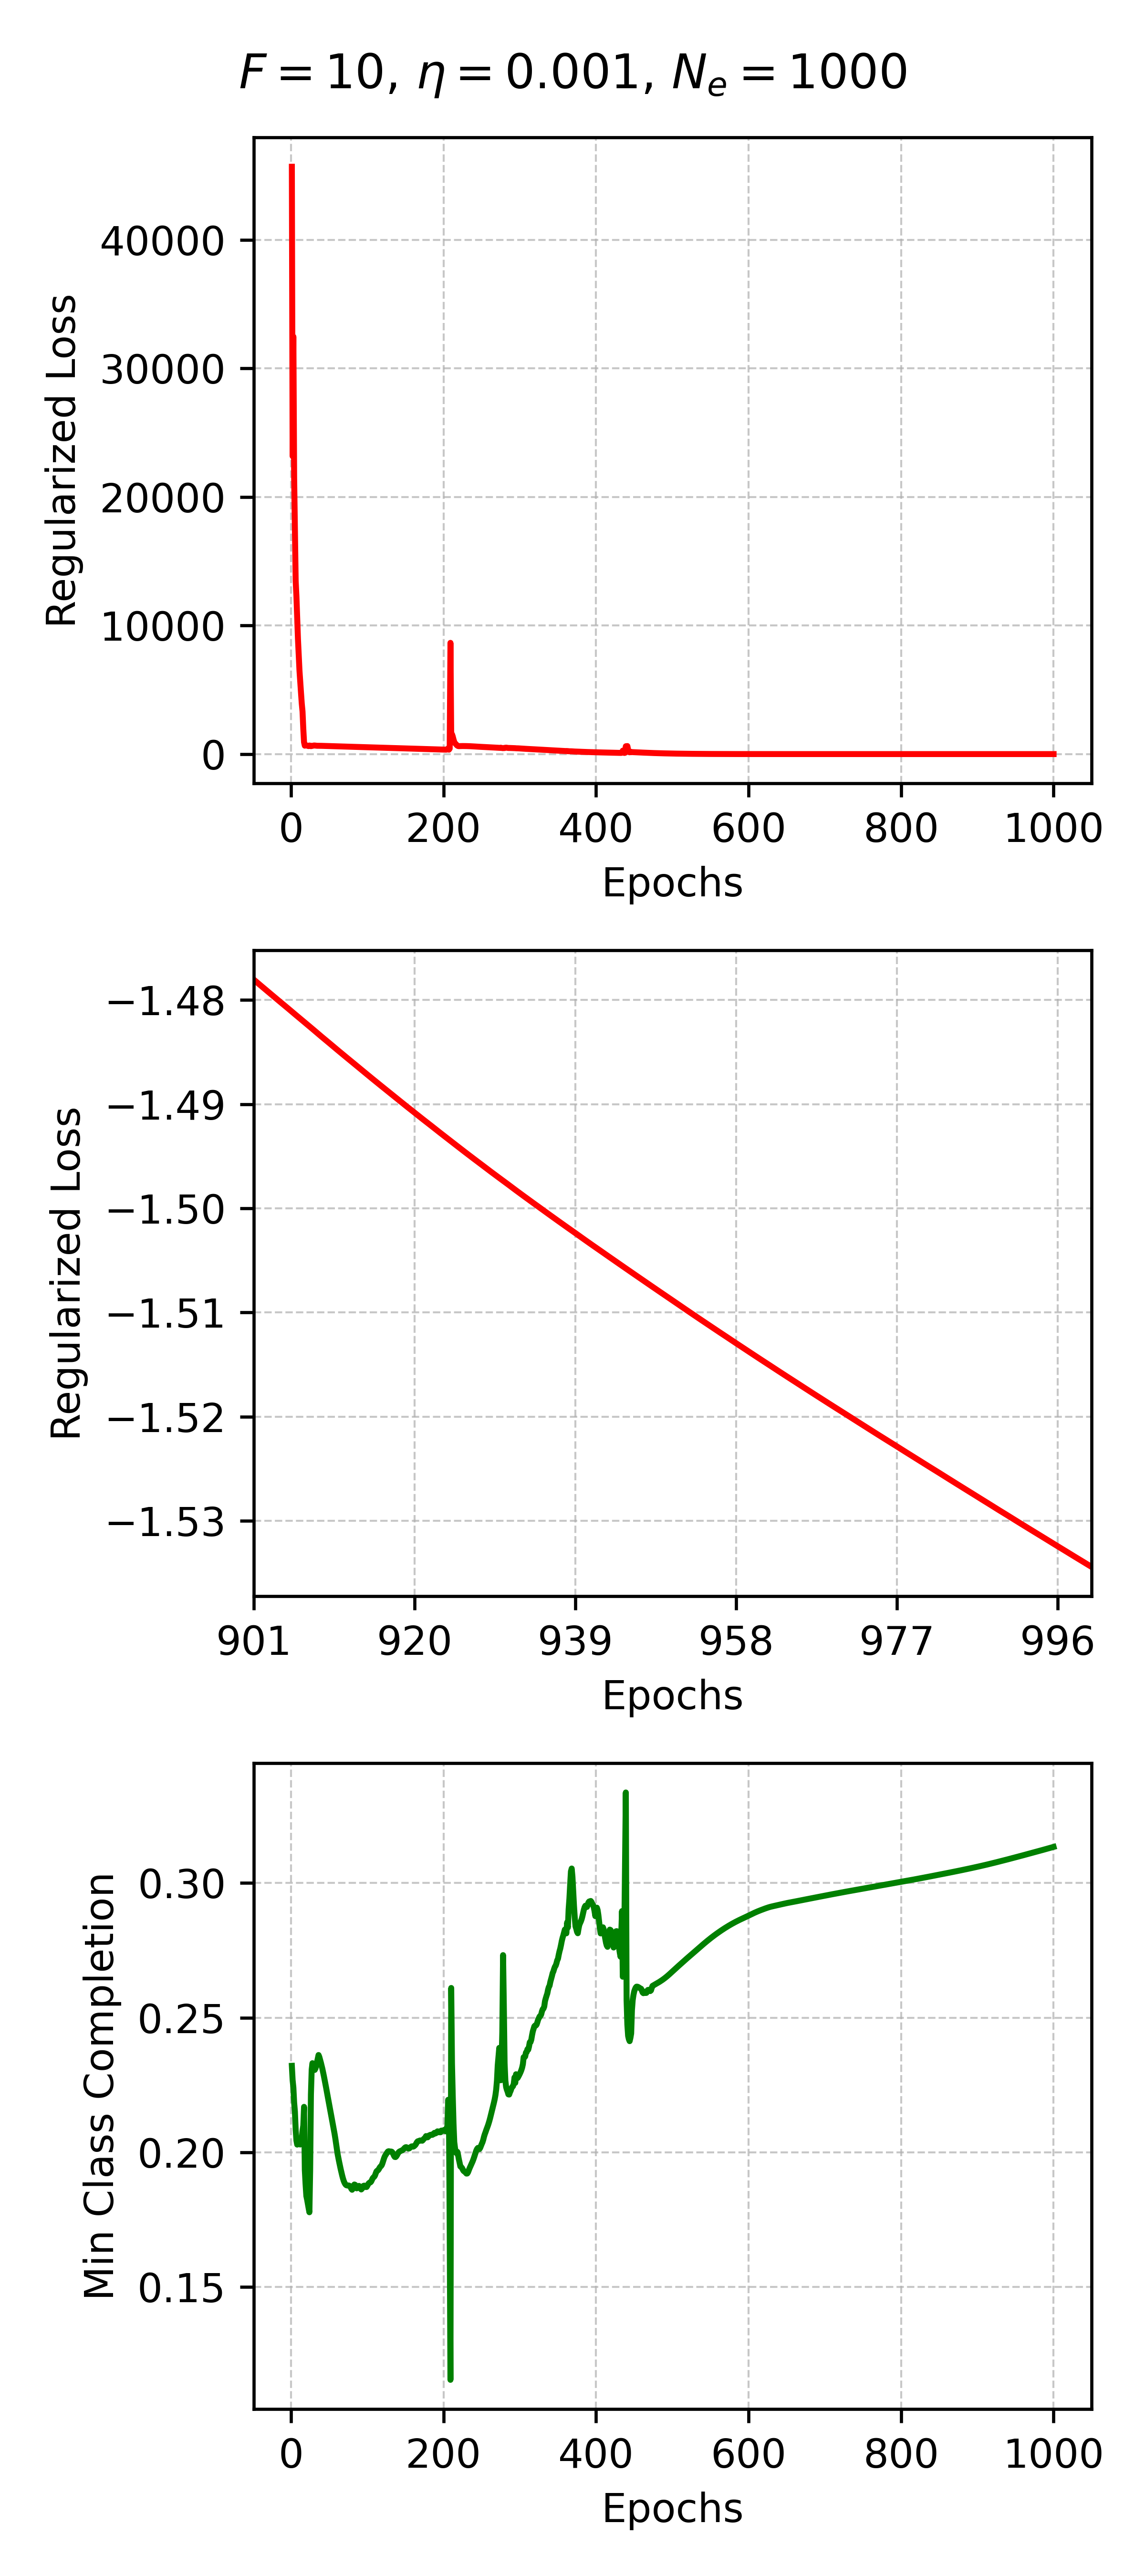 F = 10, η = 0.001, Nₑ = 1000
Regularized Loss
40000
30000
20000
10000
0
0 200 400 600 800 1000
Epochs
Regularized Loss
−1.48
−1.49
−1.50
−1.51
−1.52
−1.53
901 920 939 958 977 996
Epochs
Min Class Completion
0.30
0.25
0.20
0.15
0 200 400 600 800 1000
Epochs